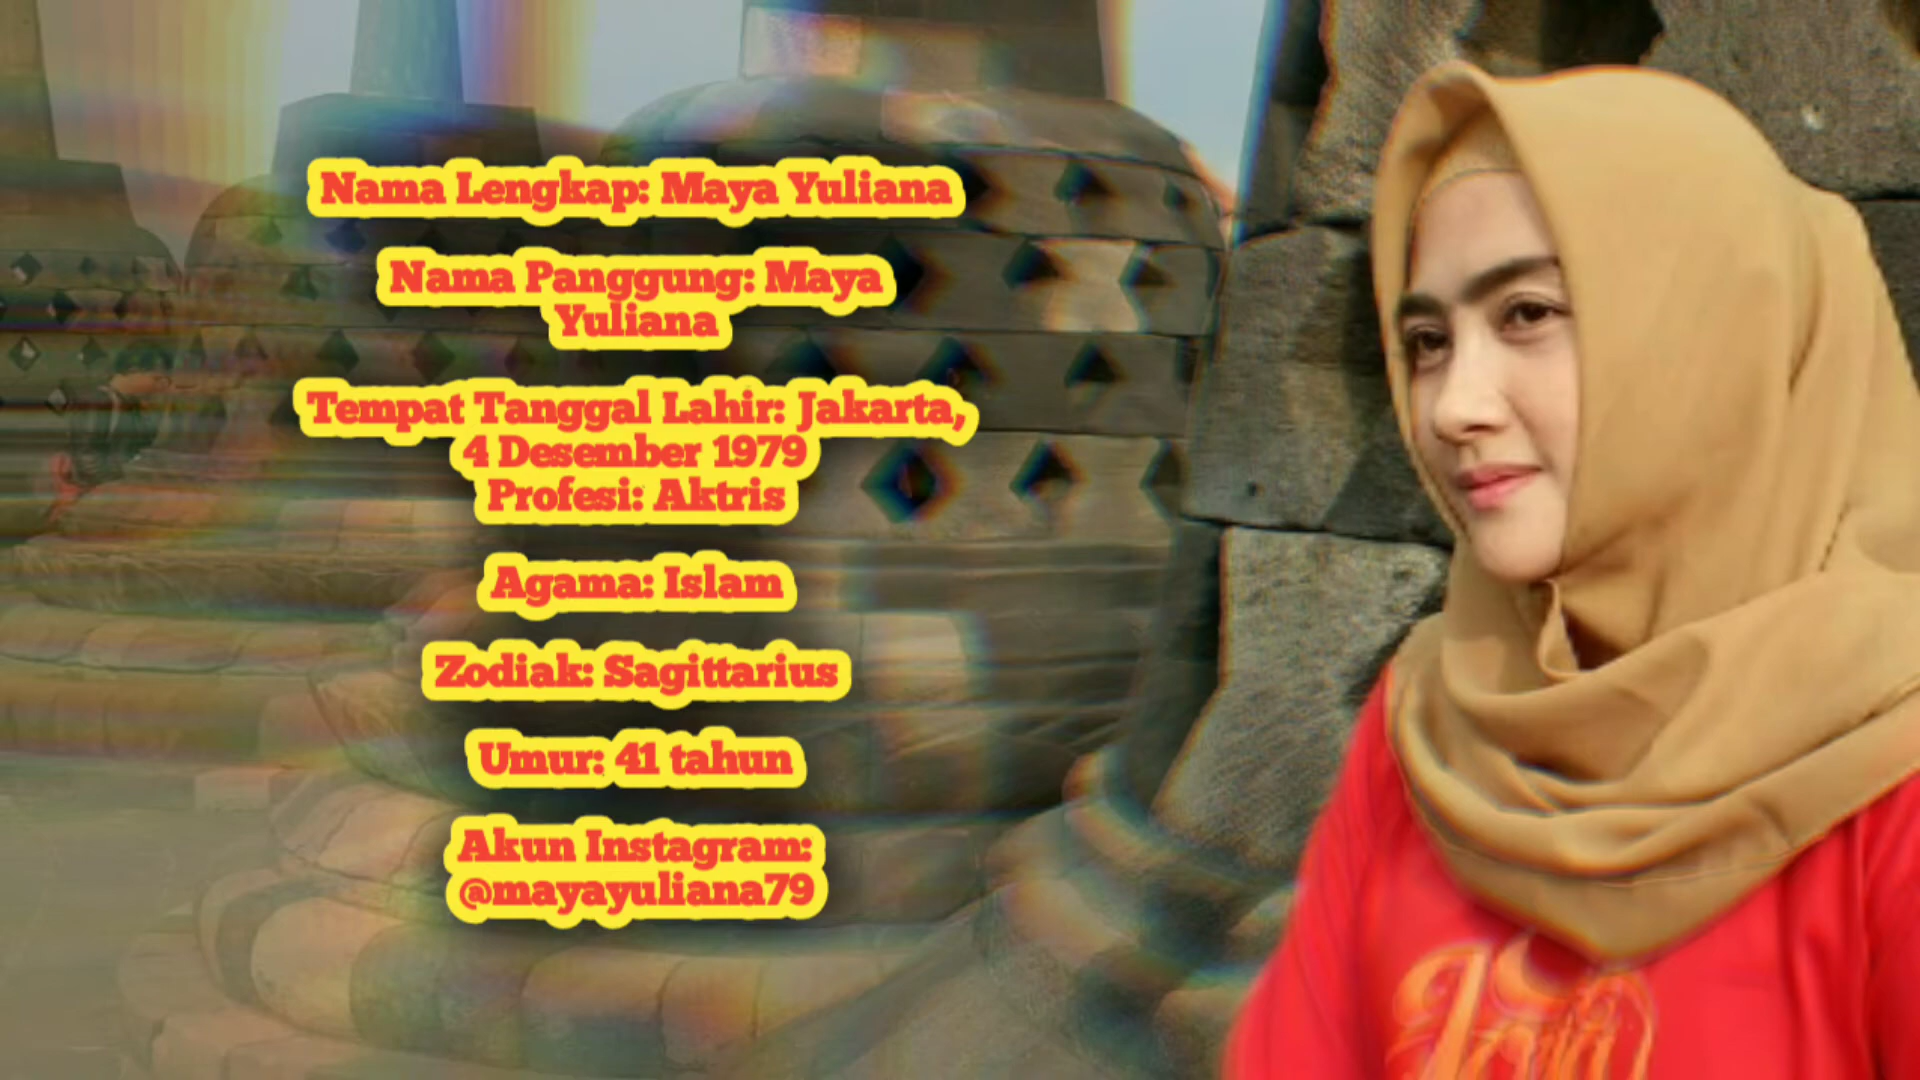 Nama Lengkap: Maya Yuliana
Nama Panggung: Maya
Yuliana
Tempat Tanggal Lahir: Jakarta,
4 Desember 1979
Profesi: Aktris
Agama: Islam
Zodiak: Sagittarius
Umur: 41 tahun
Akun Instagram:
@mayayuliana79